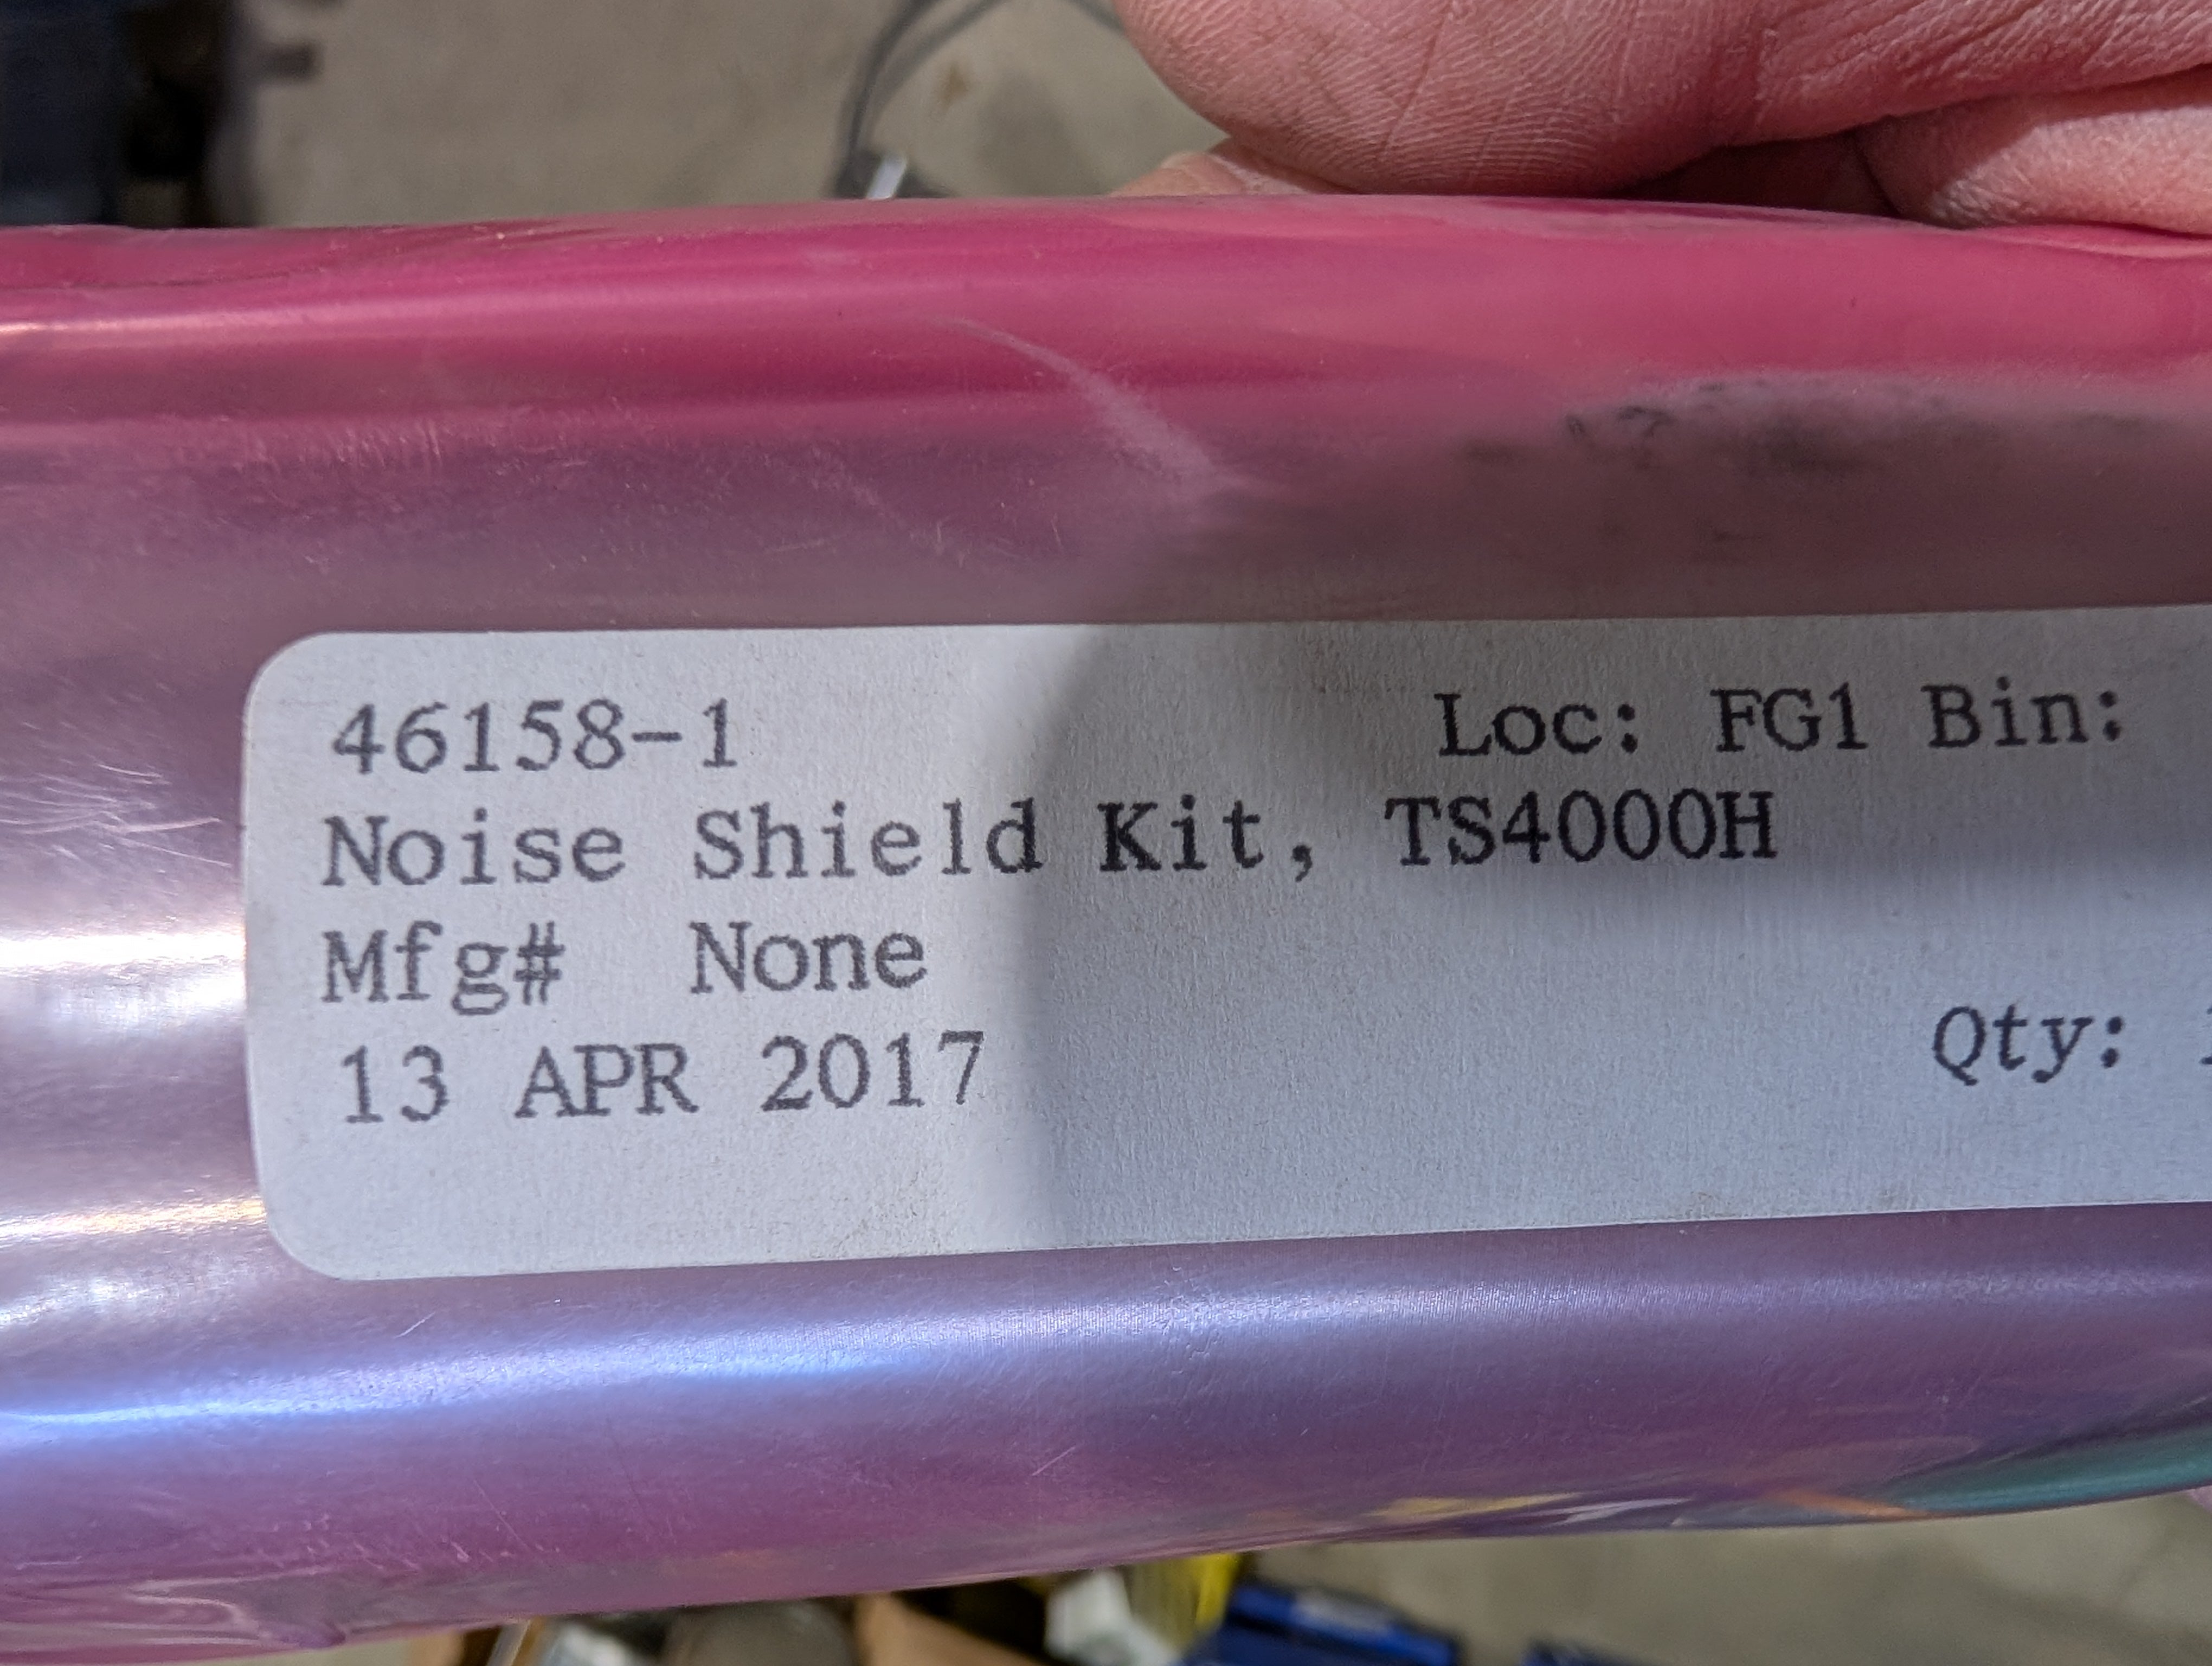 46158-1 Loc: FG1 Bin:
Noise Shield Kit, TS4000H
Mfg# None
13 APR 2017 Qty: